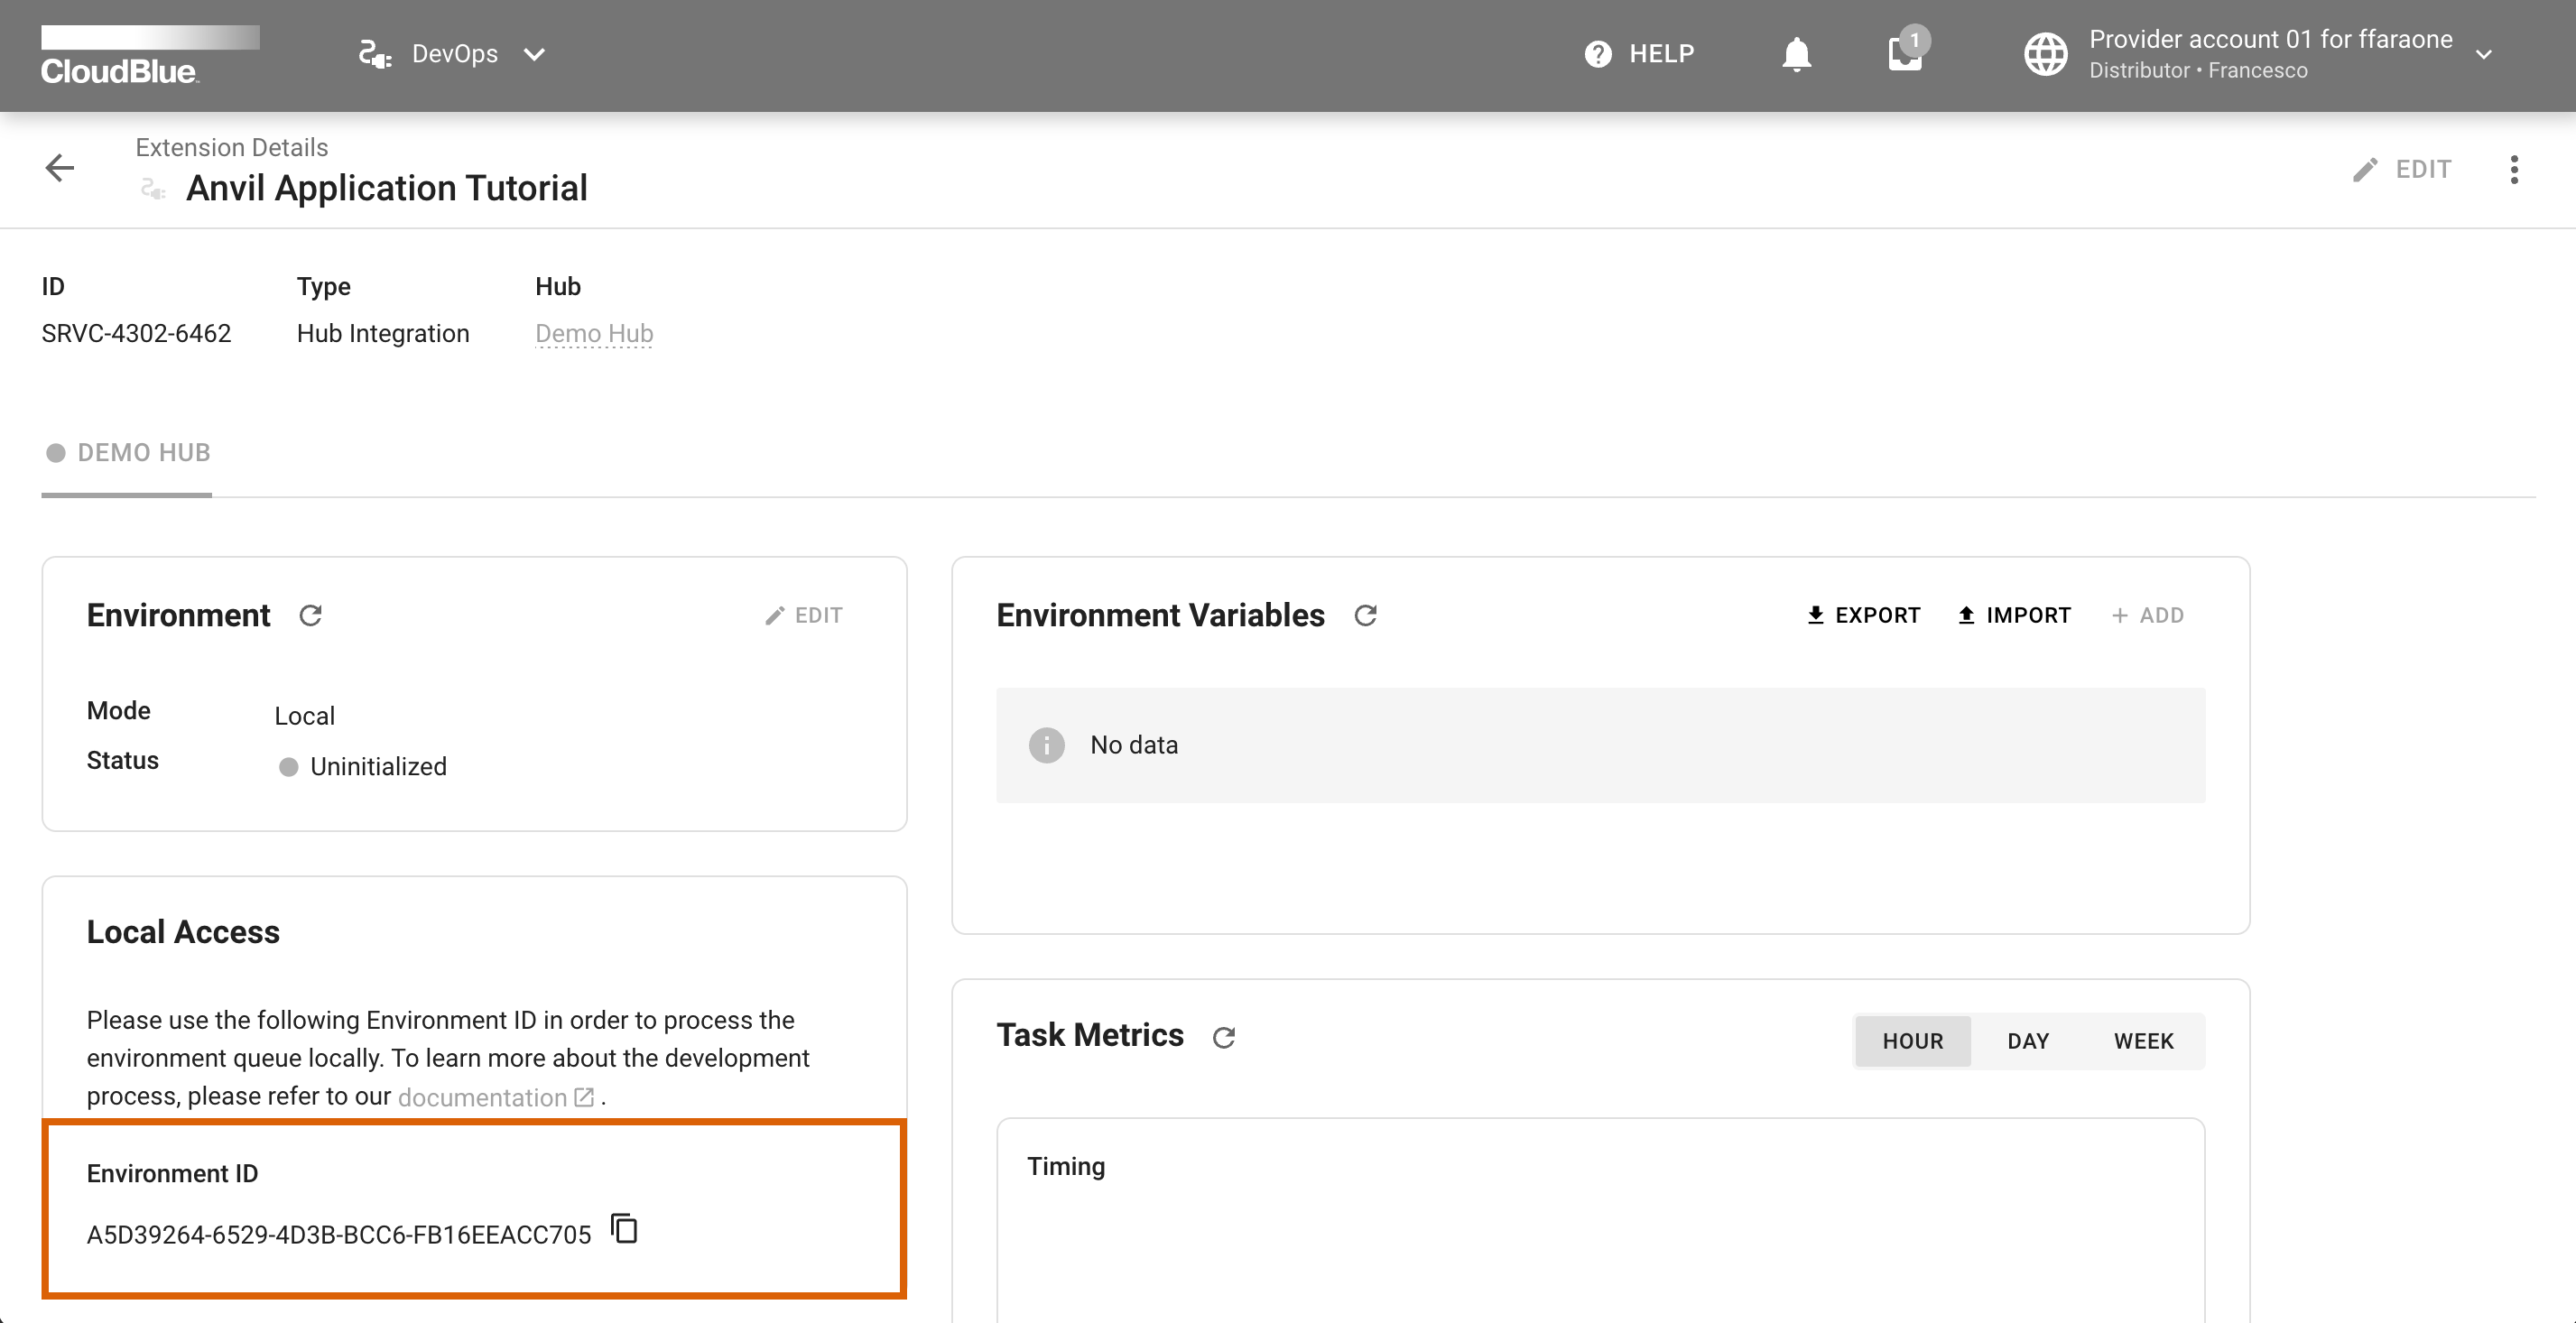 CloudBlue
DevOps
HELP
1
Provider account 01 for ffaraone
Distributor • Francesco
Extension Details
Anvil Application Tutorial
EDIT
ID
Type
Hub
SRVC-4302-6462
Hub Integration
Demo Hub
DEMO HUB
Environment
EDIT
Mode
Local
Status
Uninitialized
Environment Variables
EXPORT
IMPORT
+ ADD
No data
Local Access
Please use the following Environment ID in order to process the
environment queue locally. To learn more about the development
process, please refer to our documentation .
Environment ID
A5D39264-6529-4D3B-BCC6-FB16EEACC705
Task Metrics
HOUR
DAY
WEEK
Timing